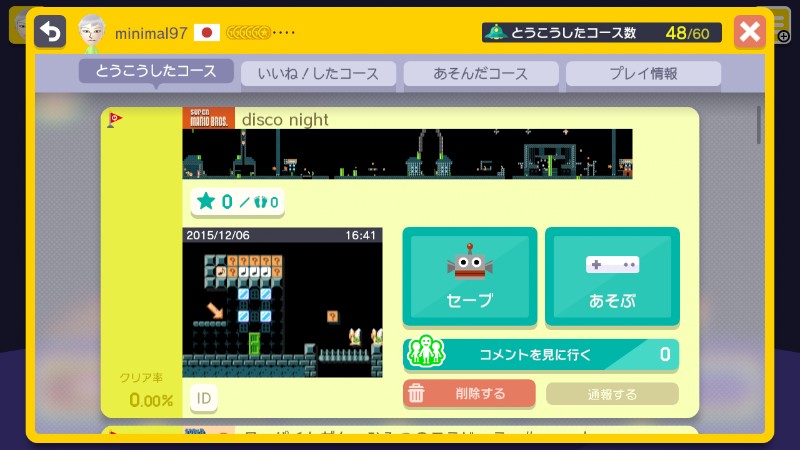 minimal97
とうこうしたコース数 48/60
とうこうしたコース
いいね！したコース
あそんだコース
プレイ情報
SUPER
MARIO BROS.
disco night
0 / 0
2015/12/06 16:41
セーブ
あそぶ
コメントを見に行く 0
クリア率
0.00%
ID
削除する
通報する